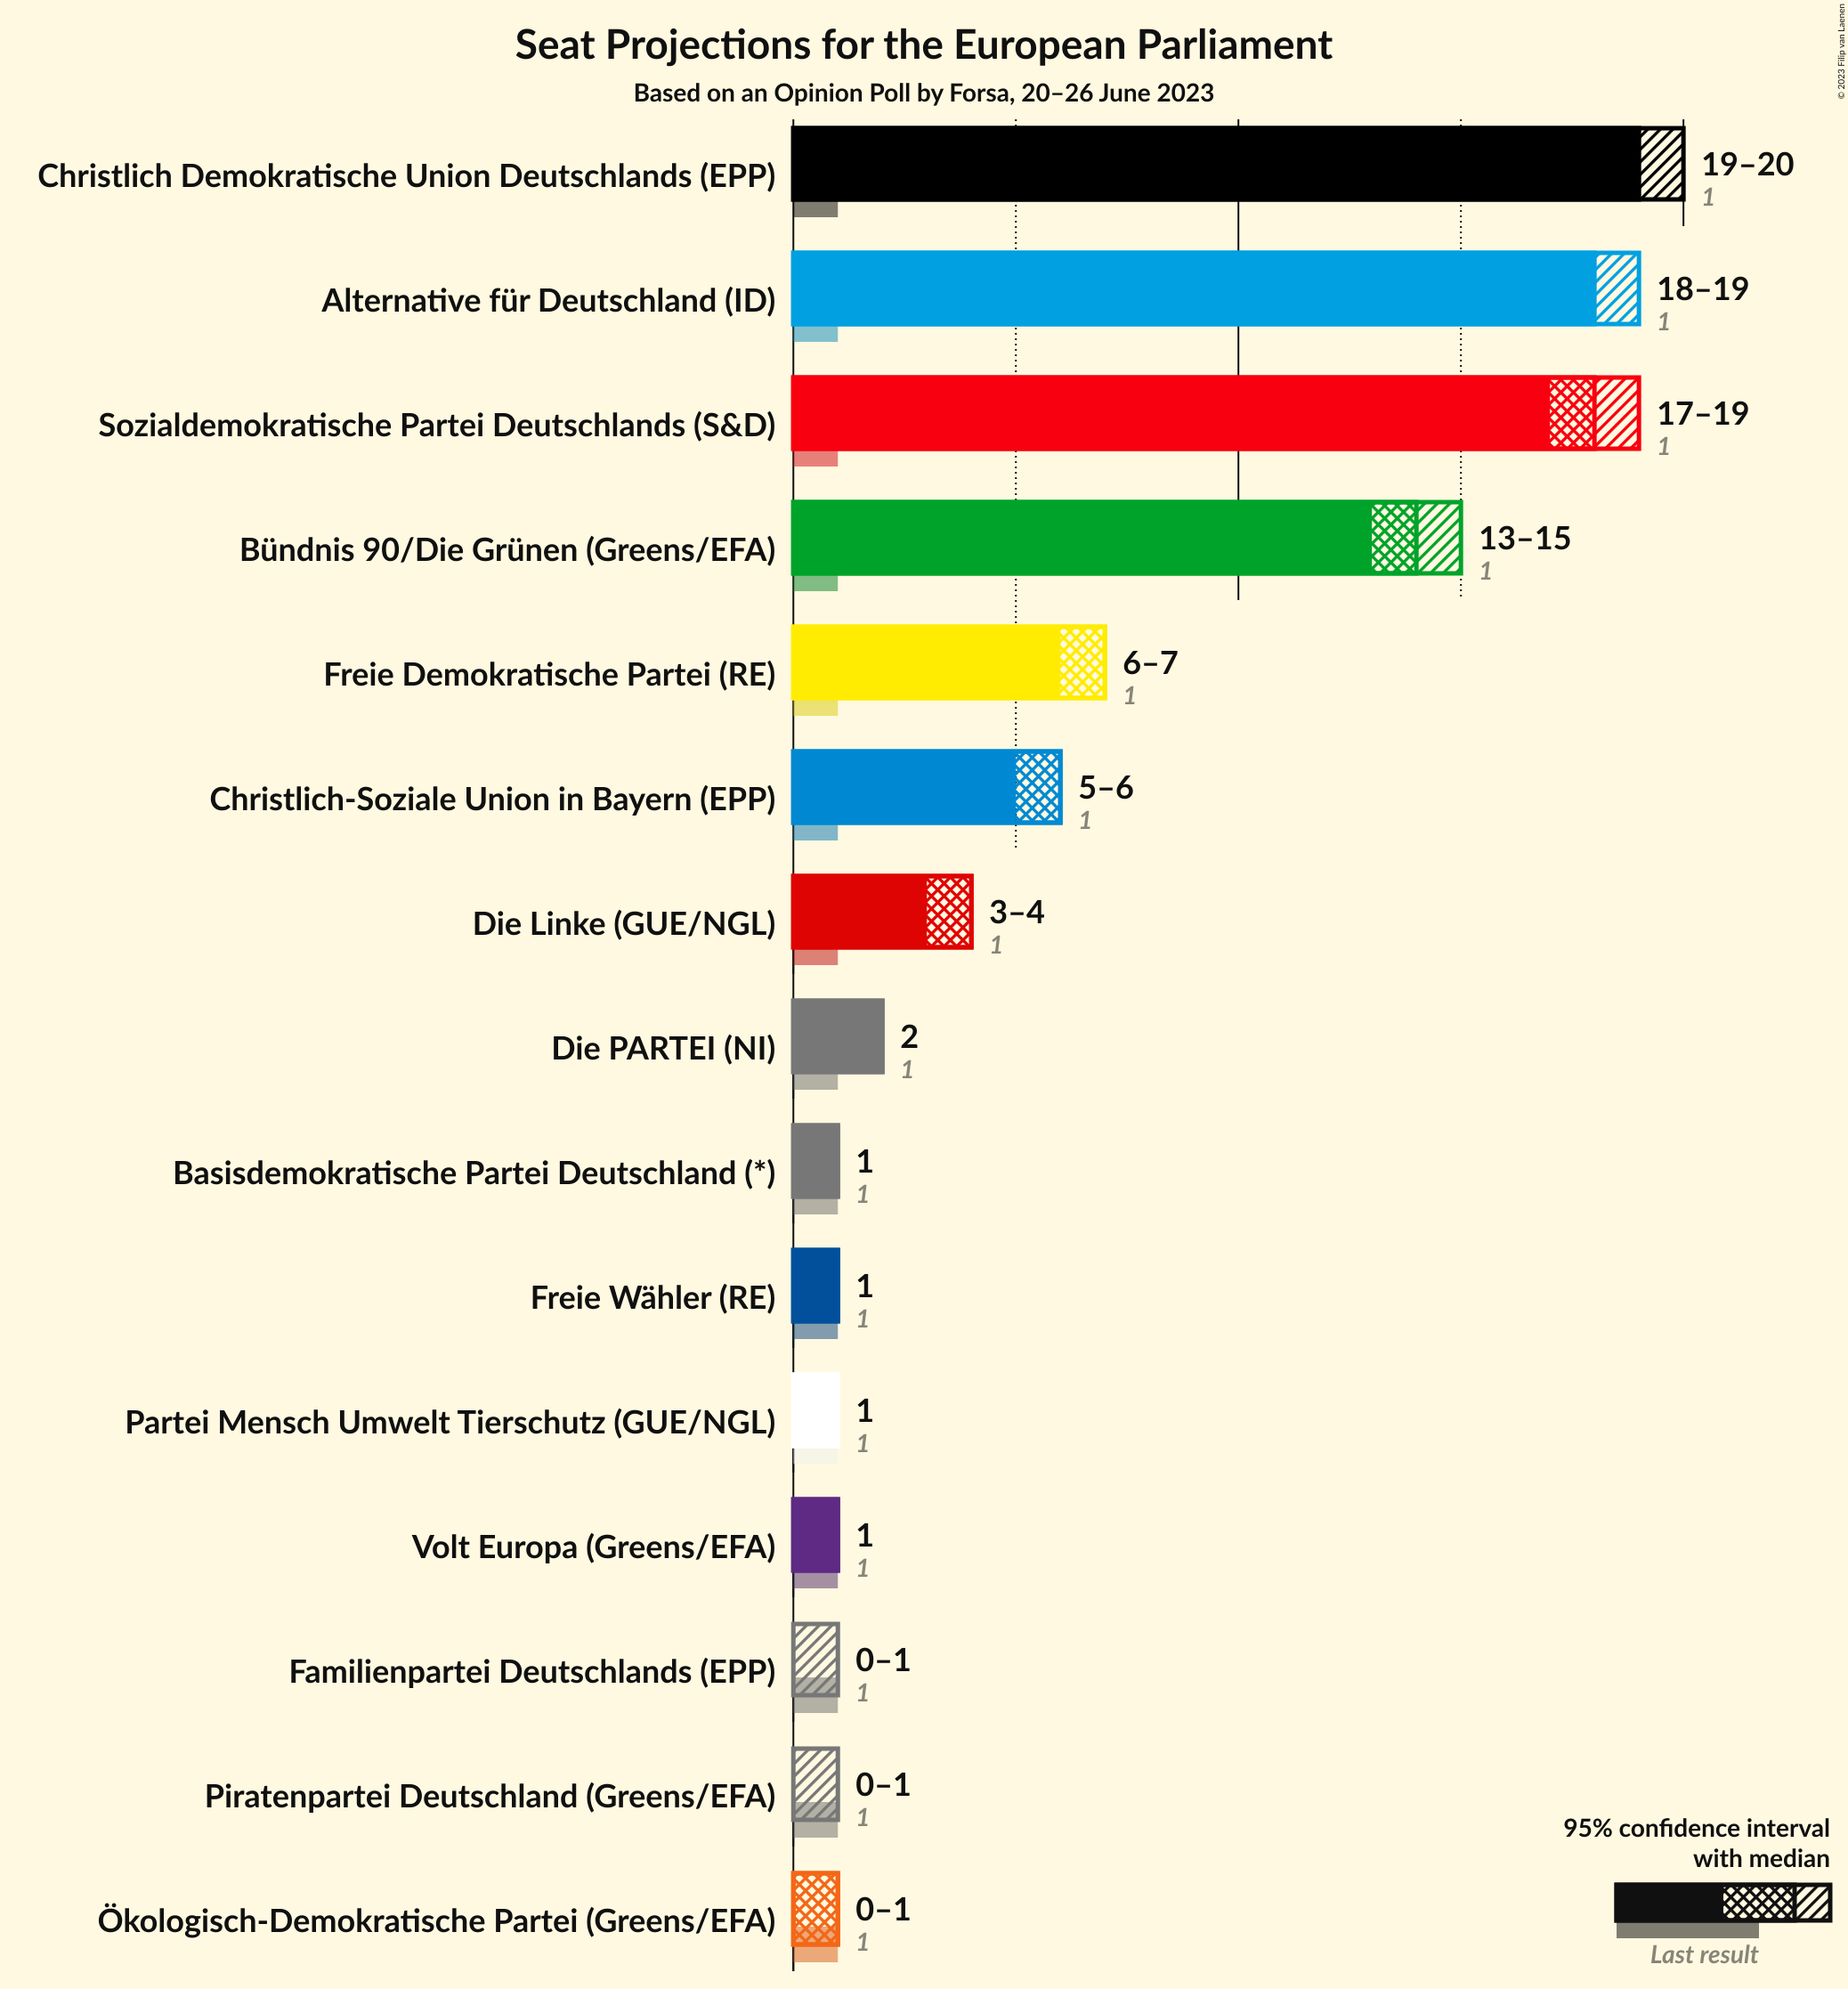 Seat Projections for the European Parliament
Based on an Opinion Poll by Forsa, 20–26 June 2023
© 2023 Filip van Laenen
Christlich Demokratische Union Deutschlands (EPP)
19–20
1
Alternative für Deutschland (ID)
18–19
1
Sozialdemokratische Partei Deutschlands (S&D)
17–19
1
Bündnis 90/Die Grünen (Greens/EFA)
13–15
1
Freie Demokratische Partei (RE)
6–7
1
Christlich-Soziale Union in Bayern (EPP)
5–6
1
Die Linke (GUE/NGL)
3–4
1
Die PARTEI (NI)
2
1
Basisdemokratische Partei Deutschland (*)
1
1
Freie Wähler (RE)
1
1
Partei Mensch Umwelt Tierschutz (GUE/NGL)
1
1
Volt Europa (Greens/EFA)
1
1
Familienpartei Deutschlands (EPP)
0–1
1
Piratenpartei Deutschland (Greens/EFA)
0–1
1
Ökologisch-Demokratische Partei (Greens/EFA)
0–1
1
95% confidence interval
with median
Last result